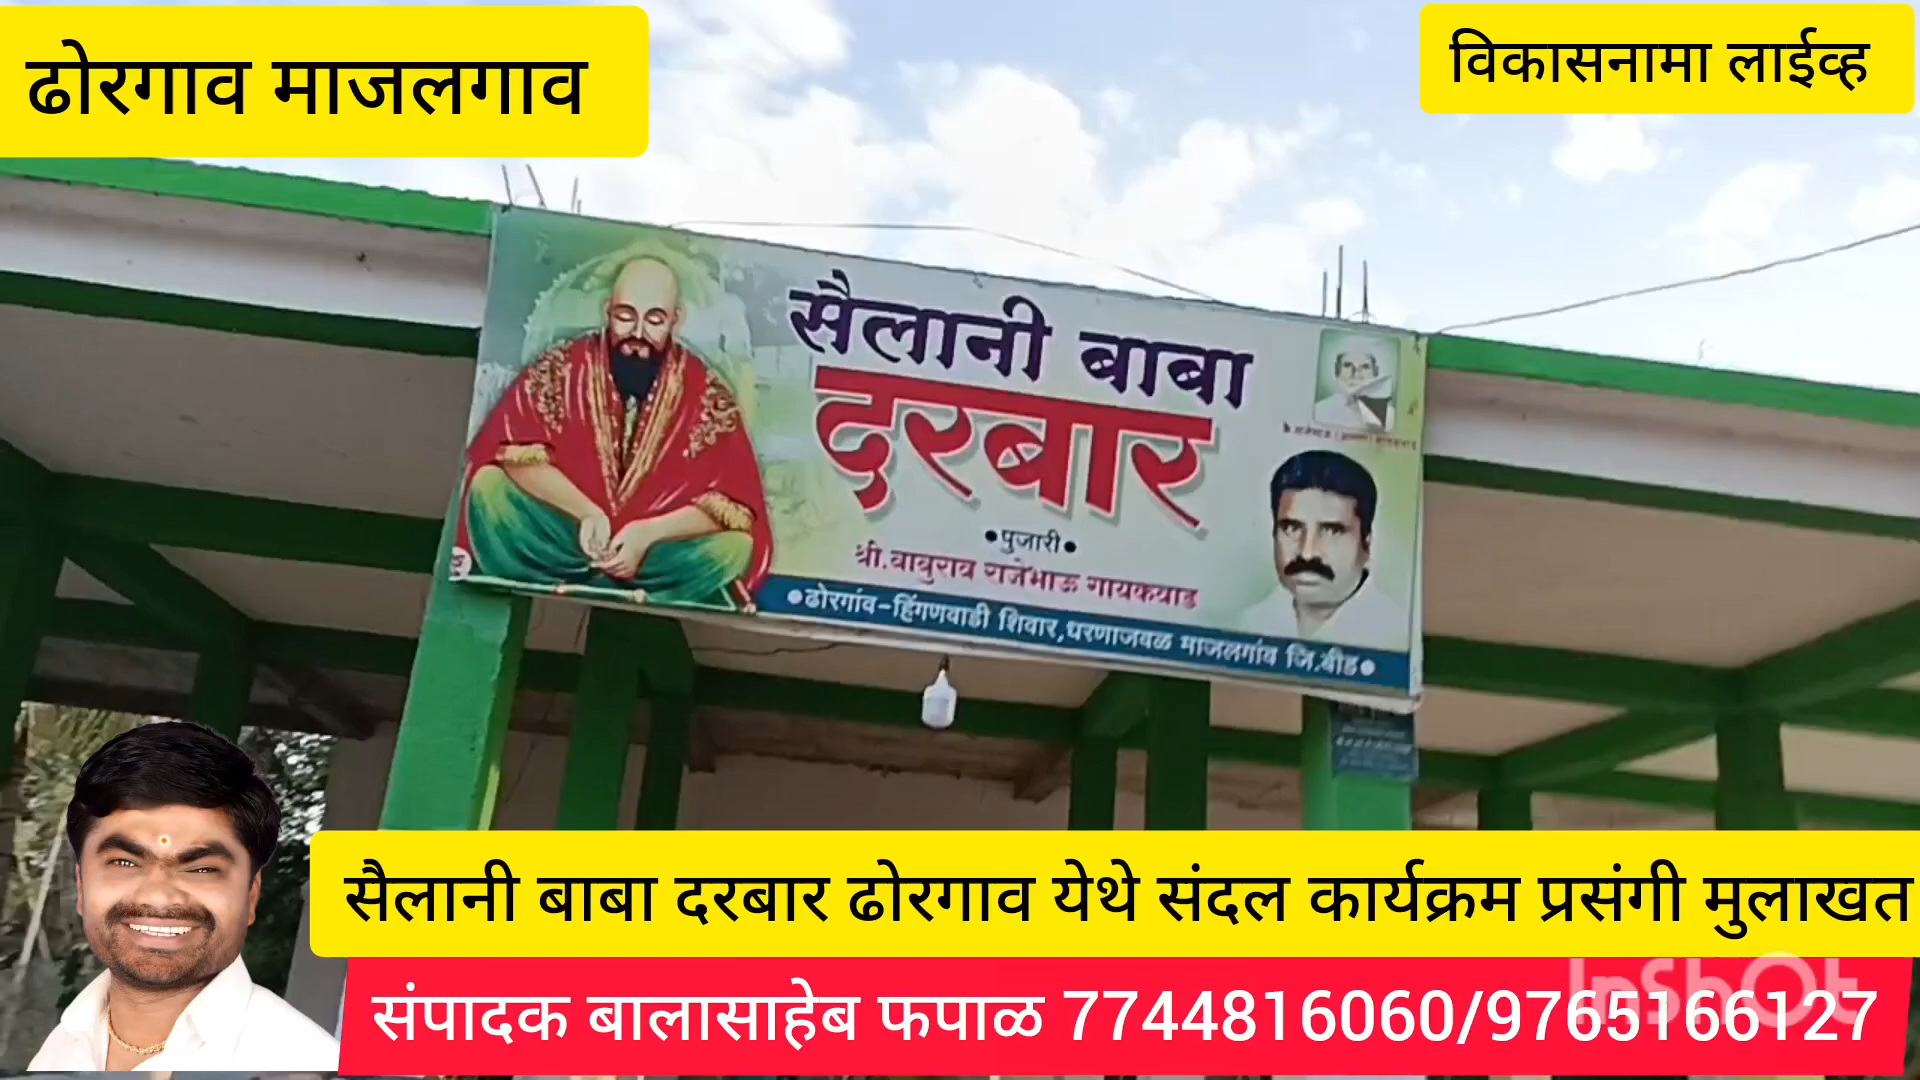 ढोरगाव माजलगाव
विकासनामा लाईव्ह
सैलानी बाबा
दरबार
•पुजारी•
श्री.बाबुराव राजेभाऊ गायकवाड
•ढोरगांव-हिंगणवाडी शिवार,धरणाजवळ माजलगांव जि.बीड•
सैलानी बाबा दरबार ढोरगाव येथे संदल कार्यक्रम प्रसंगी मुलाखत
संपादक बालासाहेब फपाळ 7744816060/9765166127
InShOt